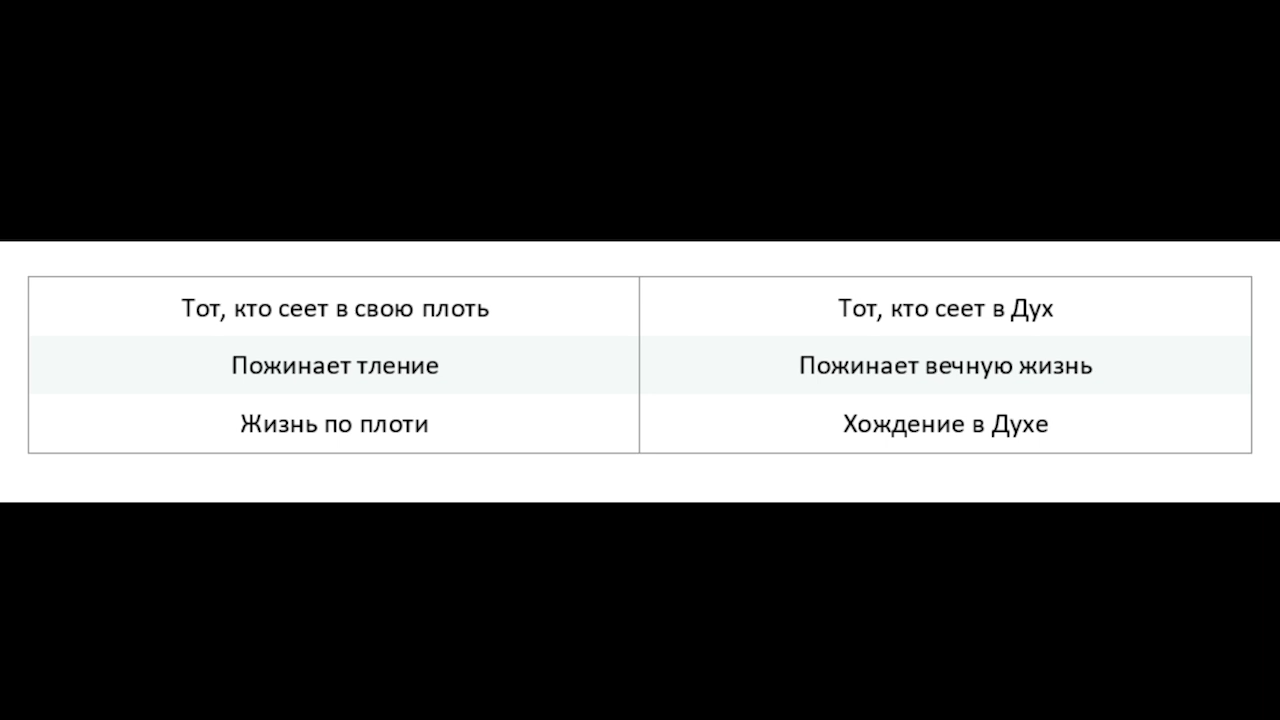 Тот, кто сеет в свою плоть
Тот, кто сеет в Дух
Пожинает тление
Пожинает вечную жизнь
Жизнь по плоти
Хождение в Духе